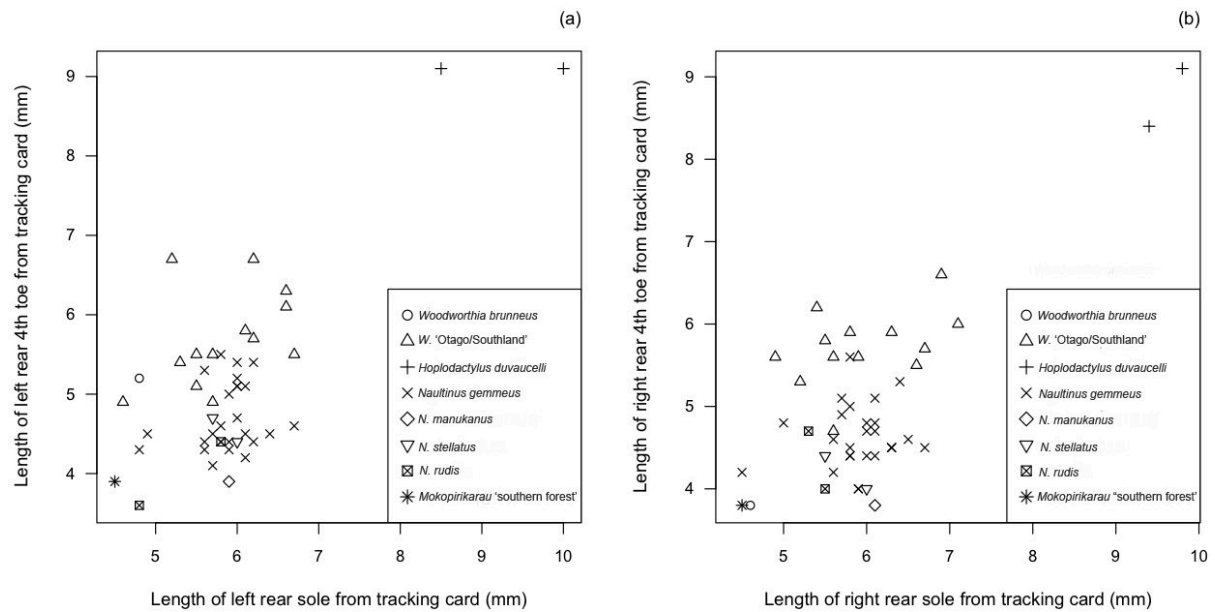 (a)
Length of left rear 4th toe from tracking card (mm)
9
8
7
6
5
4
Woodworthia brunneus
W. 'Otago/Southland'
Hoplodactylus duvaucelli
Naultinus gemmeus
N. manukanus
N. stellatus
N. rudis
Mokopirikarau 'southern forest'
5 6 7 8 9 10
Length of left rear sole from tracking card (mm)
(b)
Length of right rear 4th toe from tracking card (mm)
9
8
7
6
5
4
Woodworthia brunneus
W. 'Otago/Southland'
Hoplodactylus duvaucelli
Naultinus gemmeus
N. manukanus
N. stellatus
N. rudis
Mokopirikarau “southern forest’
5 6 7 8 9 10
Length of right rear sole from tracking card (mm)